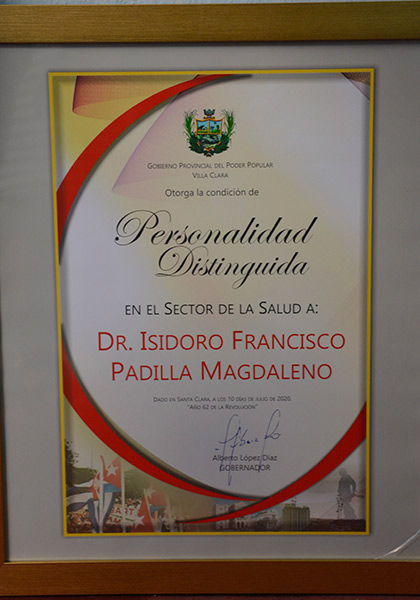 Gobierno Provincial del Poder Popular
Villa Clara
Otorga la condición de
Personalidad
Distinguida
en el Sector de la Salud a:
Dr. Isidoro Francisco
Padilla Magdaleno
Dado en Santa Clara, a los 10 días de julio de 2020.
"Año 62 de la Revolución"
Alberto López Díaz
GOBERNADOR